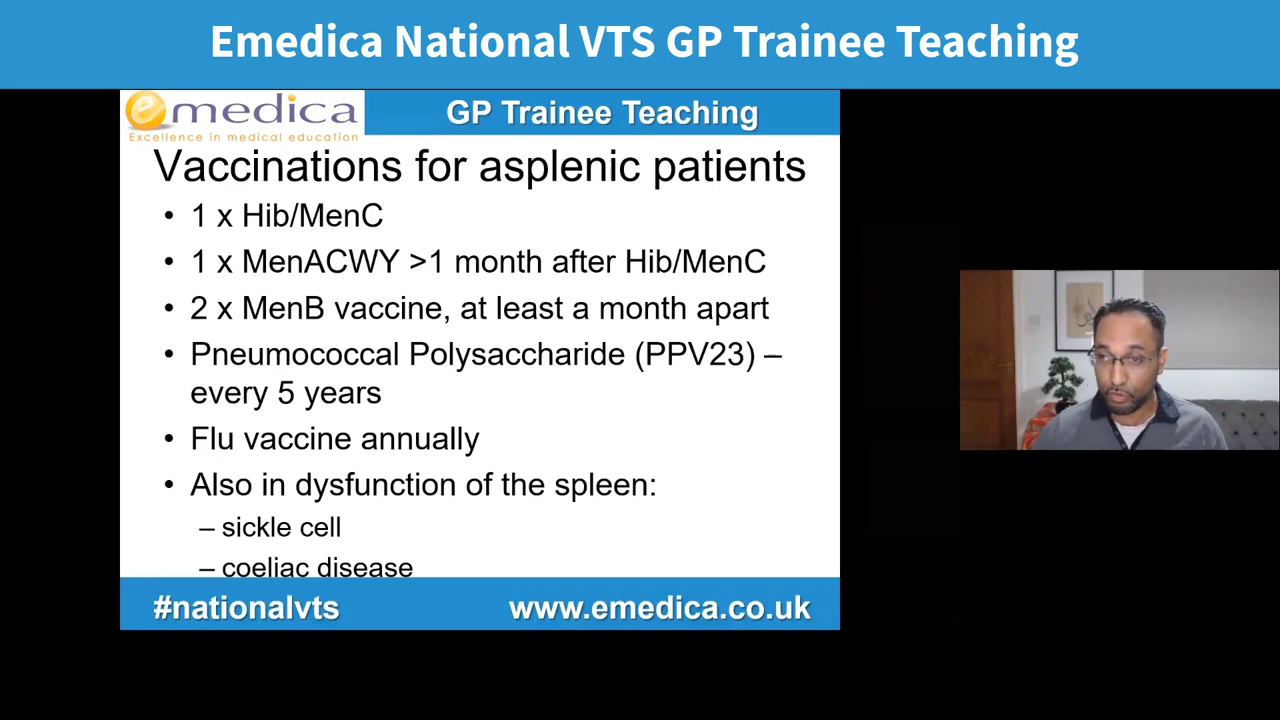 Emedica National VTS GP Trainee Teaching
emedica
Excellence in medical education
GP Trainee Teaching
Vaccinations for asplenic patients
• 1 x Hib/MenC
• 1 x MenACWY >1 month after Hib/MenC
• 2 x MenB vaccine, at least a month apart
• Pneumococcal Polysaccharide (PPV23) –
every 5 years
• Flu vaccine annually
• Also in dysfunction of the spleen:
– sickle cell
– coeliac disease
#nationalvts
www.emedica.co.uk